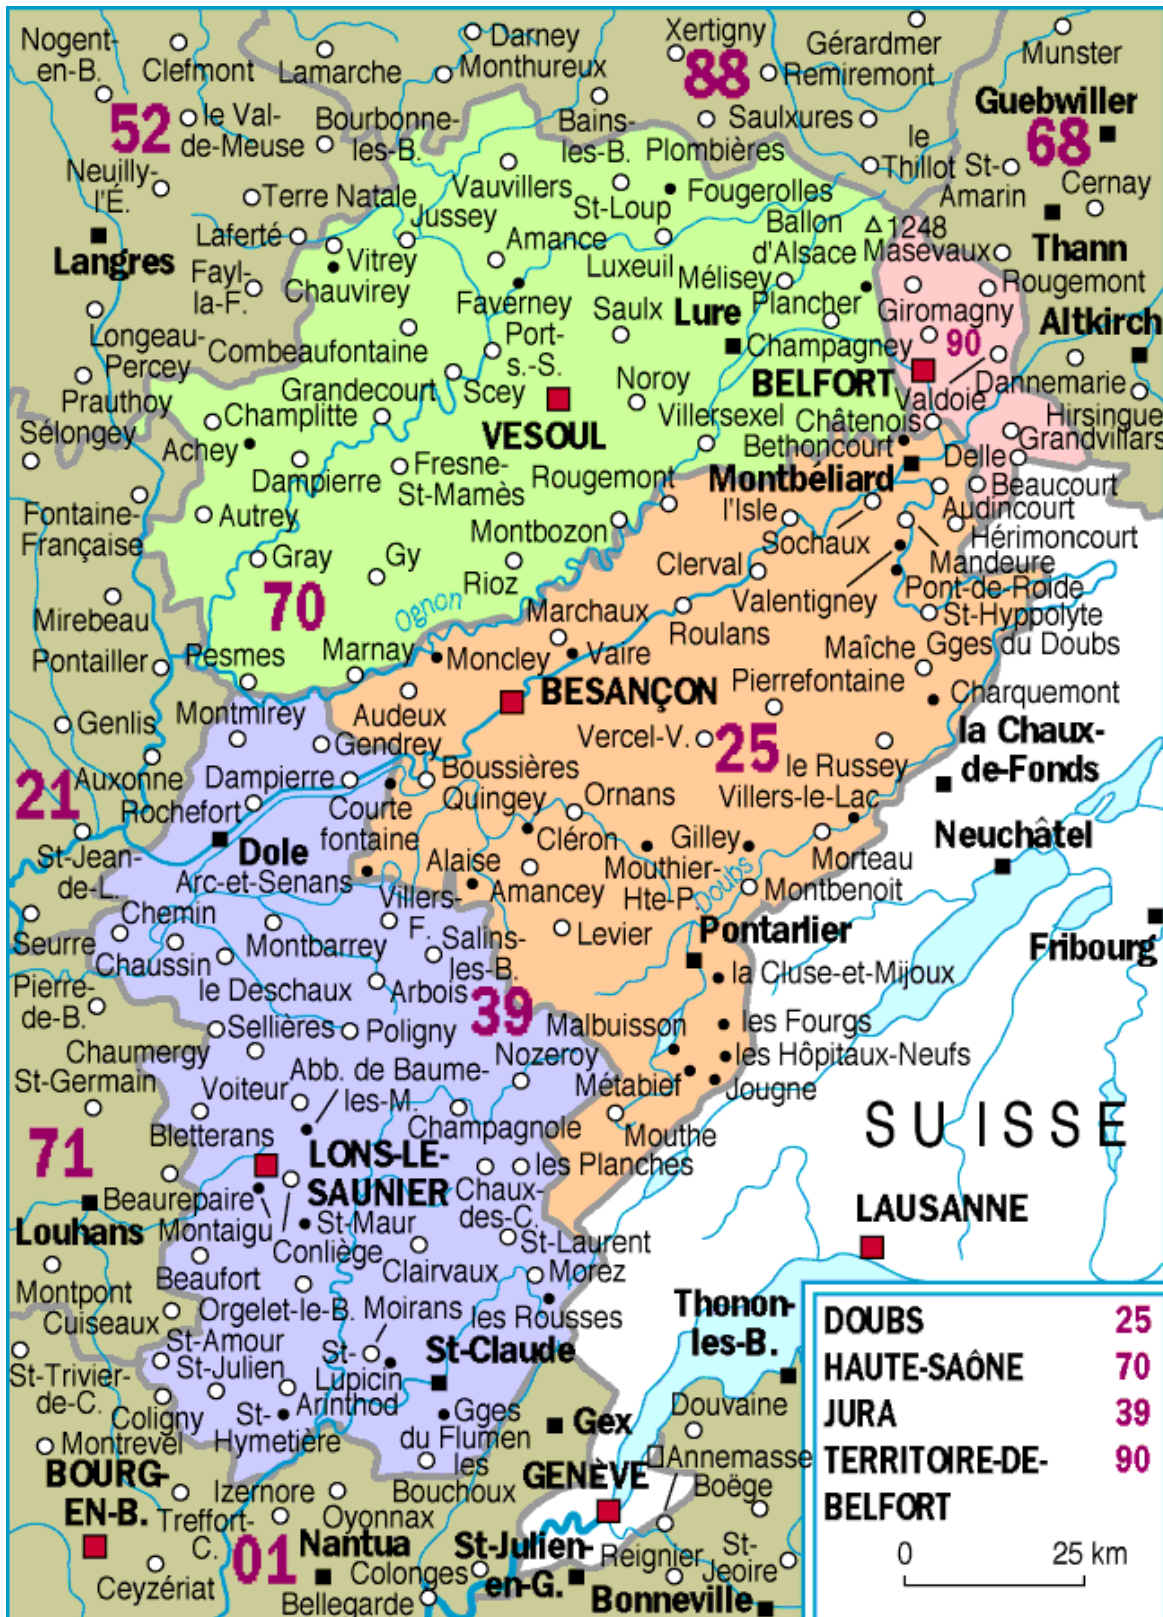 Nogent-
en-B.
Clefmont
Lamarche
Darney
Monthureux
Xertigny
88
Gérardmer
Remiremont
Munster
Guebwiller
52
le Val-
de-Meuse
Bourbonne-
les-B.
Bains-
les-B.
Plombières
Saulxures
le
Thillot
68
St-
Amarin
Cernay
Neuilly-
l'É.
Terre Natale
Vauvillers
Fougerolles
St-Loup
Jussey
Laferté
Langres
Vitrey
Amance
Luxeuil
Ballon
d'Alsace
1248
Masevaux
Thann
Rougemont
Fayl-
la-F.
Chauvirey
Faverney
Mélisey
Plancher
Giromagny
Saulx
Lure
Altkirch
Longeau-
Percey
Combeaufontaine
Port-
s.-S.
Champagney
90
Prauthoy
Grandecourt
Scey
Noroy
BELFORT
Valdoie
Dannemarie
Hirsingue
Sélongey
Champlitte
Achey
VESOUL
Villersexel
Châtenois
Bethoncourt
Grandvillars
Delle
Dampierre
Fresne-
St-Mamès
Rougemont
Montbéliard
Beaucourt
Fontaine-
Française
Autrey
Montbozon
l'Isle
Sochaux
Audincourt
Hérimoncourt
Mandeure
Gray
Gy
Rioz
Clerval
Valentigney
Pont-de-Roide
St-Hyppolyte
70
Ognon
Marchaux
Roulans
Mirebeau
Pontailler
Pesmes
Marnay
Moncley
Vaire
Maîche
Gges du Doubs
Pierrefontaine
Charquemont
BESANÇON
Genlis
Montmirey
Audeux
Gendrey
Vercel-V.
25
le Russey
la Chaux-
de-Fonds
21
Auxonne
Dampierre
Rochefort
Boussières
Quingey
Ornans
Villers-le-Lac
Courte
fontaine
Cléron
Gilley
Neuchâtel
St-Jean-
de-L.
Dole
Arc-et-Senans
Alaise
Amancey
Mouthier-
Hte-P.
Doubs
Morteau
Montbenoit
Chemin
Villers-
F.
Seurre
Chaussin
Montbarrey
Salins-
les-B.
Levier
Pontarlier
Fribourg
Pierre-
de-B.
le Deschaux
Arbois
39
la Cluse-et-Mijoux
Sellières
Poligny
Malbuisson
les Fourgs
Chaumergy
Nozeroy
les Hôpitaux-Neufs
St-Germain
Voiteur
Abb. de Baume-
les-M.
Métabief
Jougne
Bletterans
Champagnole
Mouthe
SUISSE
71
LONS-LE-
SAUNIER
les Planches
Beaurepaire
Chaux-
des-C.
Louhans
Montaigu
St-Maur
Conliège
St-Laurent
LAUSANNE
Montpont
Beaufort
Clairvaux
Morez
Cuiseaux
Orgelet-le-B.
Moirans
les Rousses
Thonon-
les-B.
St-Amour
St-Julien
St-
Lupicin
St-Claude
St-Trivier-
de-C.
Coligny
St-
Hymetière
Arinthod
Gges
du Flumen
Gex
Douvaine
Montrevel
les
Bouchoux
GENÈVE
Annemasse
Boëge
BOURG-
EN-B.
Izernore
Oyonnax
Treffort-
C.
01
Nantua
St-Julien-
en-G.
Reignier
St-
Jeoire
Ceyzériat
Colonges
Bellegarde
Bonneville
DOUBS 25
HAUTE-SAÔNE 70
JURA 39
TERRITOIRE-DE- 90
BELFORT
0 25 km